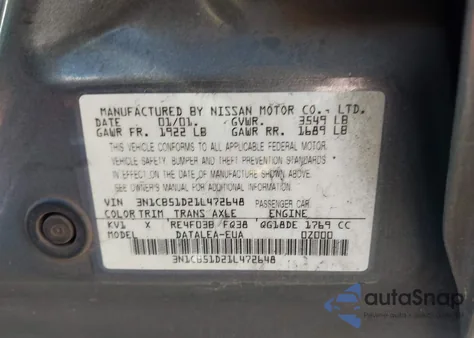 MANUFACTURED BY NISSAN MOTOR CO., LTD.
DATE 01/01. GVWR. 3549 LB
GAWR FR. 1922 LB GAWR RR. 1689 LB
THIS VEHICLE CONFORMS TO ALL APPLICABLE FEDERAL MOTOR
VEHICLE SAFETY, BUMPER AND THEFT PREVENTION STANDARDS
IN EFFECT ON THE DATE OF MANUFACTURE SHOWN ABOVE.
SEE OWNER'S MANUAL FOR ADDITIONAL INFORMATION.
VIN 3N1CB51D21L472648 PASSENGER CAR
COLOR TRIM TRANS AXLE ENGINE
KV1 X RE4F03B / FQ38 QG18DE 1769 CC
MODEL DATALEA-EUA 0Z000
3N1CB51D21L472648
autaSnap